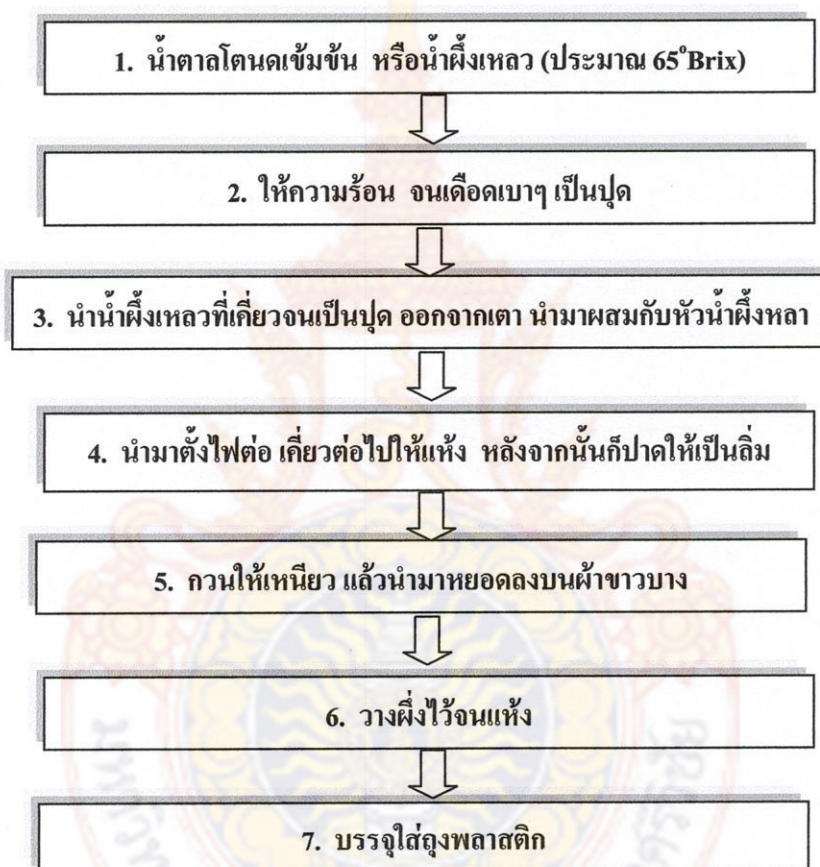 1. น้ำตาลโตนดเข้มข้น หรือน้ำผึ้งเหลว (ประมาณ 65°Brix)
2. ให้ความร้อน จนเดือดเบาๆ เป็นปุด
3. นำน้ำผึ้งเหลวที่เคี่ยวจนเป็นปุด ออกจากเตา นำมาผสมกับหัวน้ำผึ้งหลา
4. นำมาตั้งไฟต่อ เคี่ยวต่อไปให้แห้ง หลังจากนั้นก็ปาดให้เป็นลิ่ม
5. กวนให้เหนียว แล้วนำมาหยอดลงบนผ้าขาวบาง
6. วางผึ่งไว้จนแห้ง
7. บรรจุใส่ถุงพลาสติก